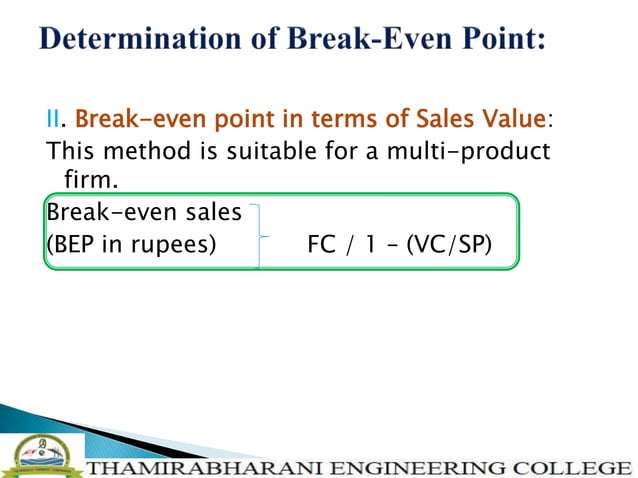 Determination of Break-Even Point:
II. Break-even point in terms of Sales Value:
This method is suitable for a multi-product
firm.
Break-even sales
(BEP in rupees) FC / 1 – (VC/SP)
THAMIRABHARANI ENGINEERING COLLEGE